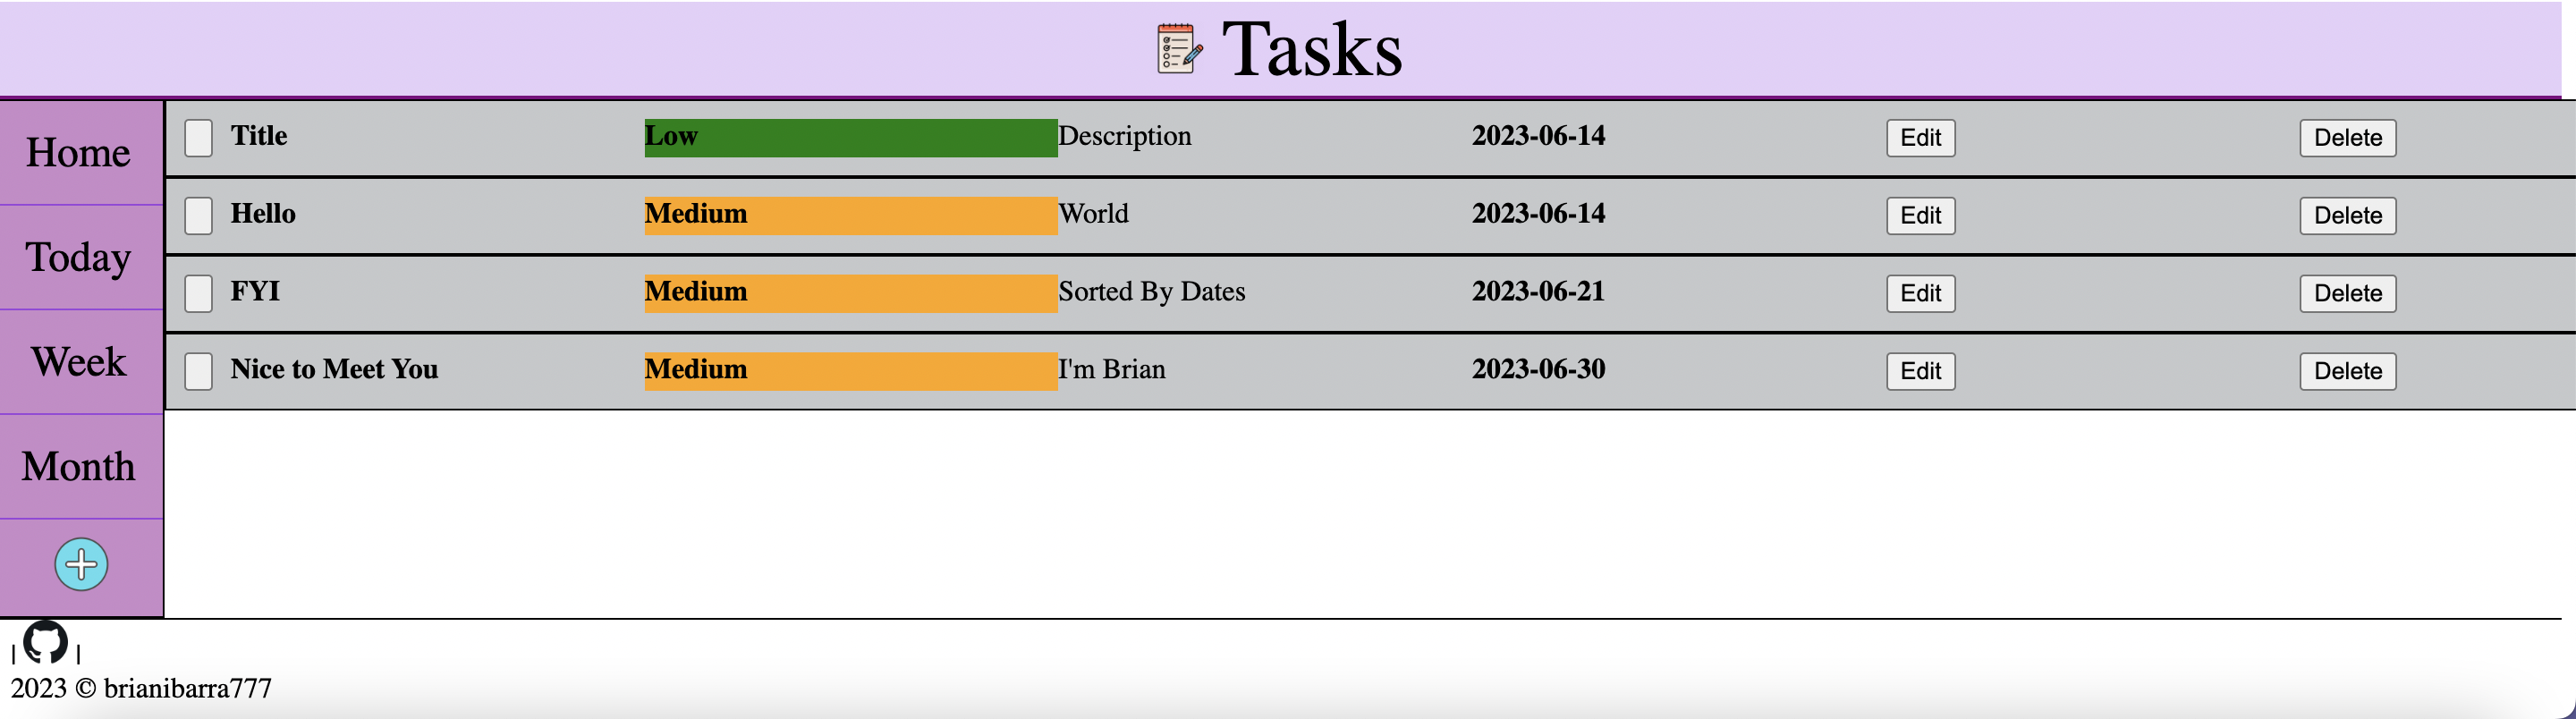 Tasks
Home
Today
Week
Month
Title Low Description 2023-06-14 Edit Delete
Hello Medium World 2023-06-14 Edit Delete
FYI Medium Sorted By Dates 2023-06-21 Edit Delete
Nice to Meet You Medium I'm Brian 2023-06-30 Edit Delete
| |
2023 © brianibarra777